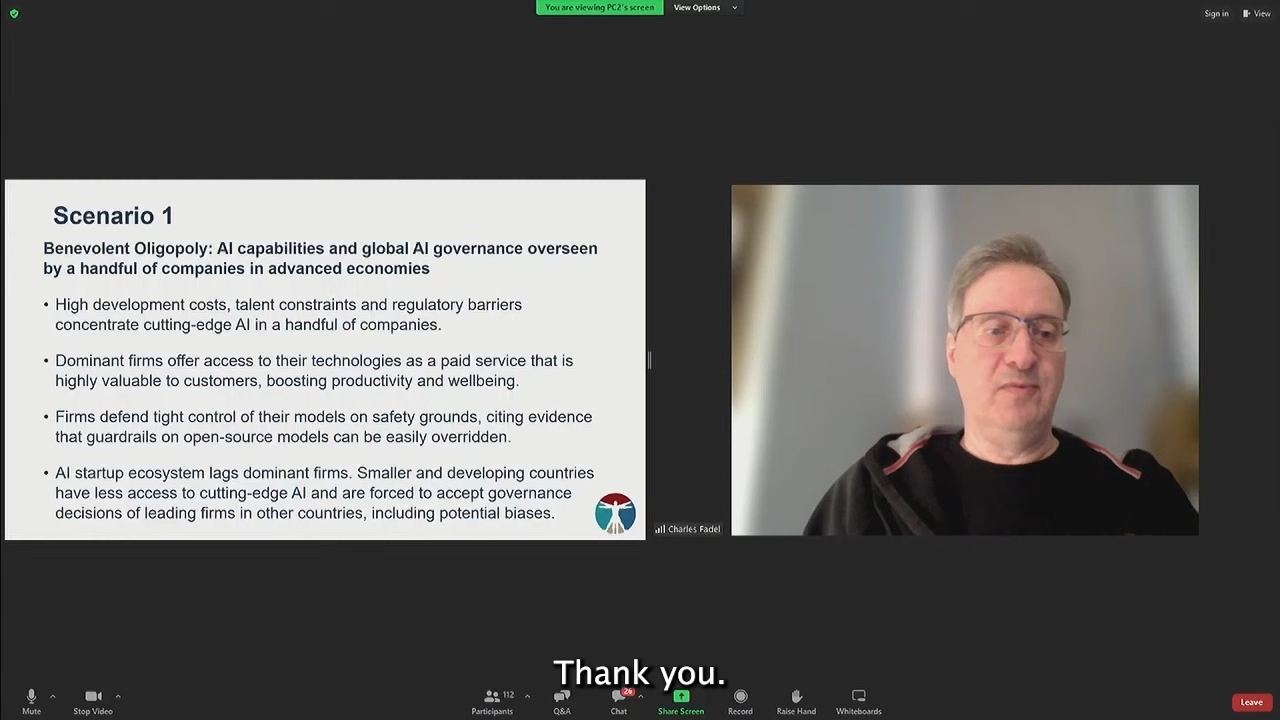 You are viewing PC2's screen
View Options
Sign in
View
Scenario 1
Benevolent Oligopoly: AI capabilities and global AI governance overseen
by a handful of companies in advanced economies
• High development costs, talent constraints and regulatory barriers
concentrate cutting-edge AI in a handful of companies.
• Dominant firms offer access to their technologies as a paid service that is
highly valuable to customers, boosting productivity and wellbeing.
• Firms defend tight control of their models on safety grounds, citing evidence
that guardrails on open-source models can be easily overridden.
• AI startup ecosystem lags dominant firms. Smaller and developing countries
have less access to cutting-edge AI and are forced to accept governance
decisions of leading firms in other countries, including potential biases.
Charles Fadel
Thank you.
Mute
Stop Video
112
Participants
Q&A
26
Chat
Share Screen
Record
Raise Hand
Whiteboards
Leave